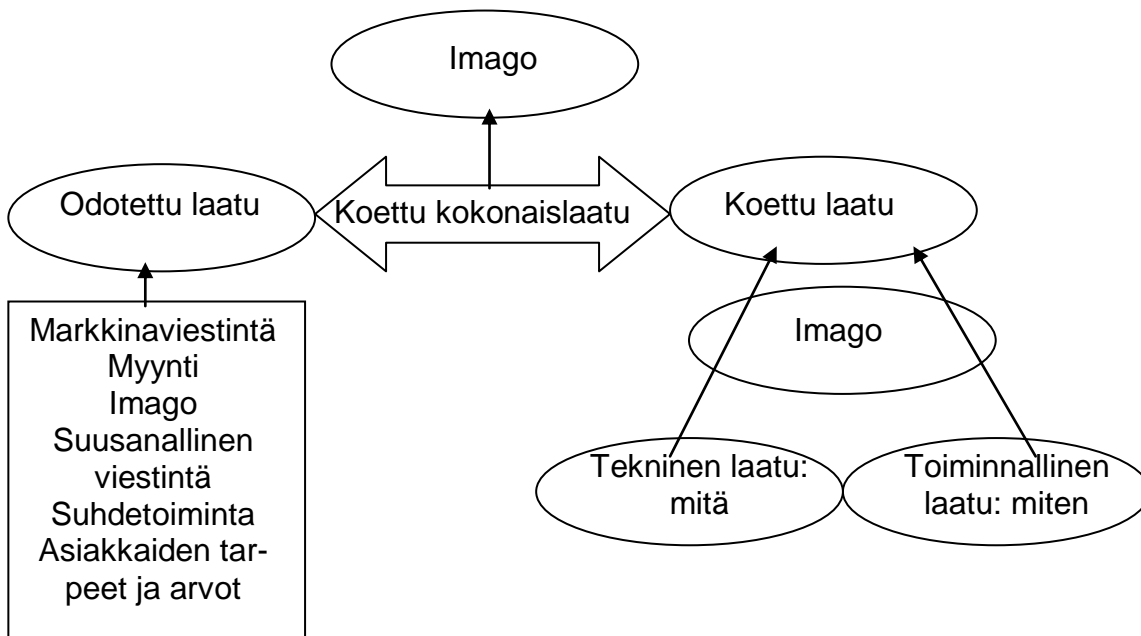 Imago
Odotettu laatu
Koettu kokonaislaatu
Koettu laatu
Markkinaviestintä
Myynti
Imago
Suusanallinen
viestintä
Suhdetoiminta
Asiakkaiden tar-
peet ja arvot
Imago
Tekninen laatu:
mitä
Toiminnallinen
laatu: miten